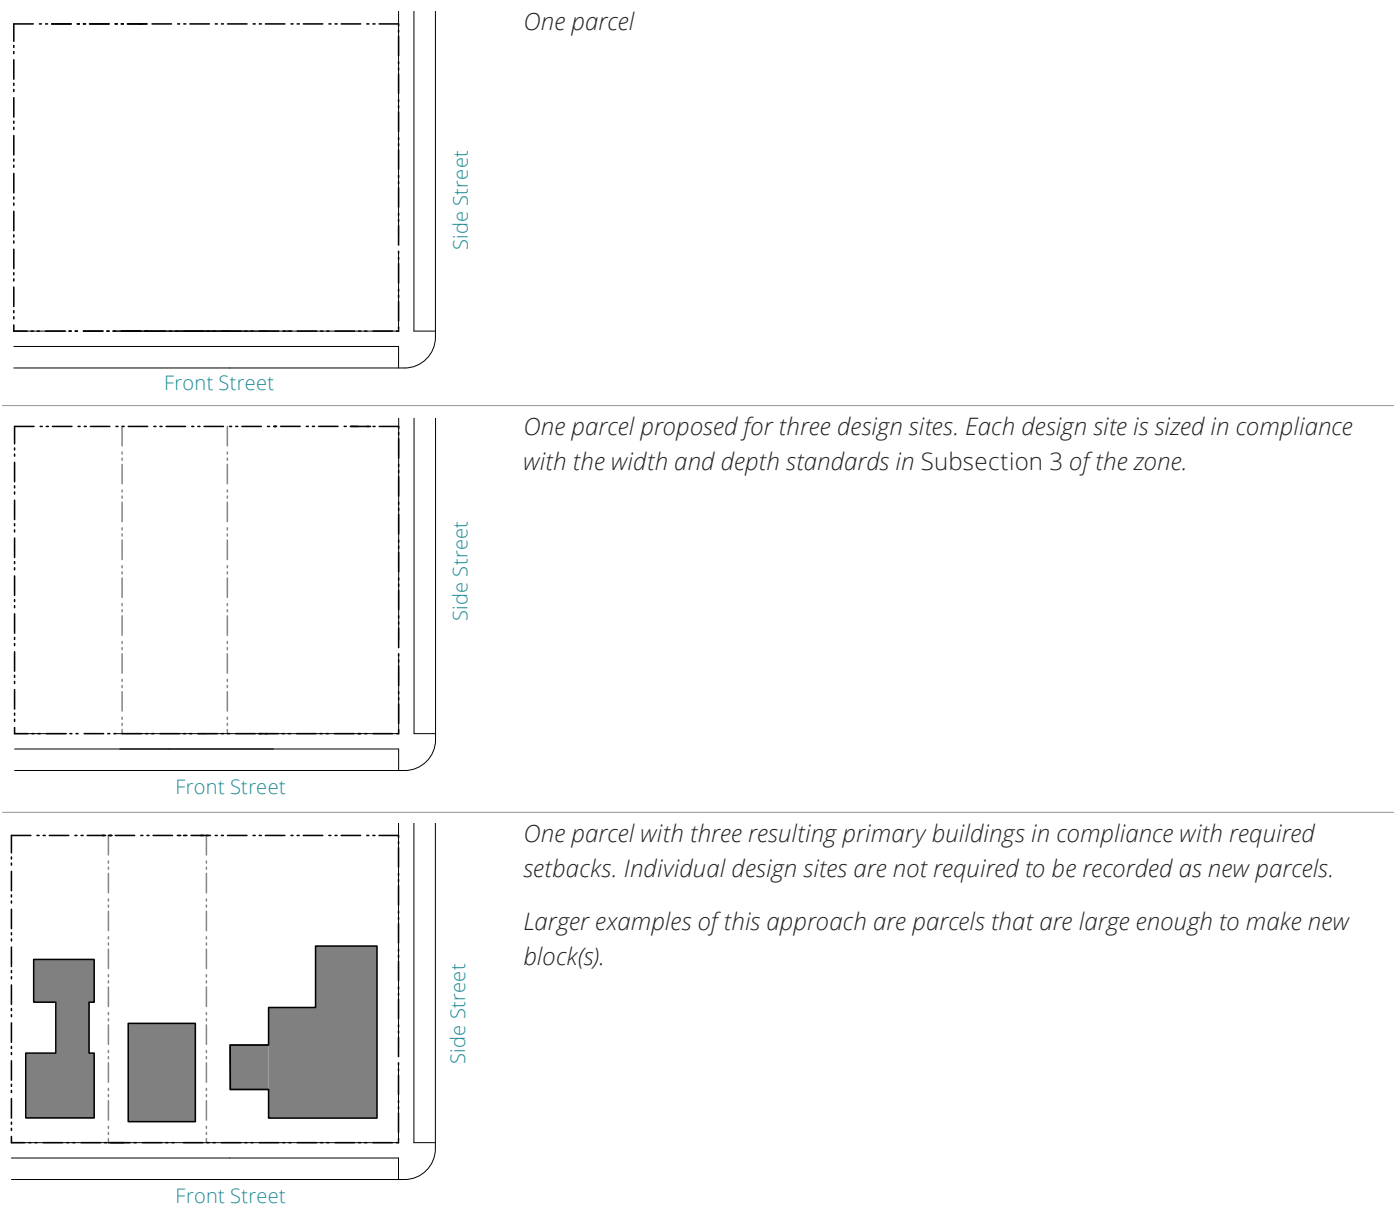 One parcel
Side Street
Front Street
One parcel proposed for three design sites. Each design site is sized in compliance
with the width and depth standards in Subsection 3 of the zone.
Side Street
Front Street
One parcel with three resulting primary buildings in compliance with required
setbacks. Individual design sites are not required to be recorded as new parcels.
Larger examples of this approach are parcels that are large enough to make new
block(s).
Side Street
Front Street